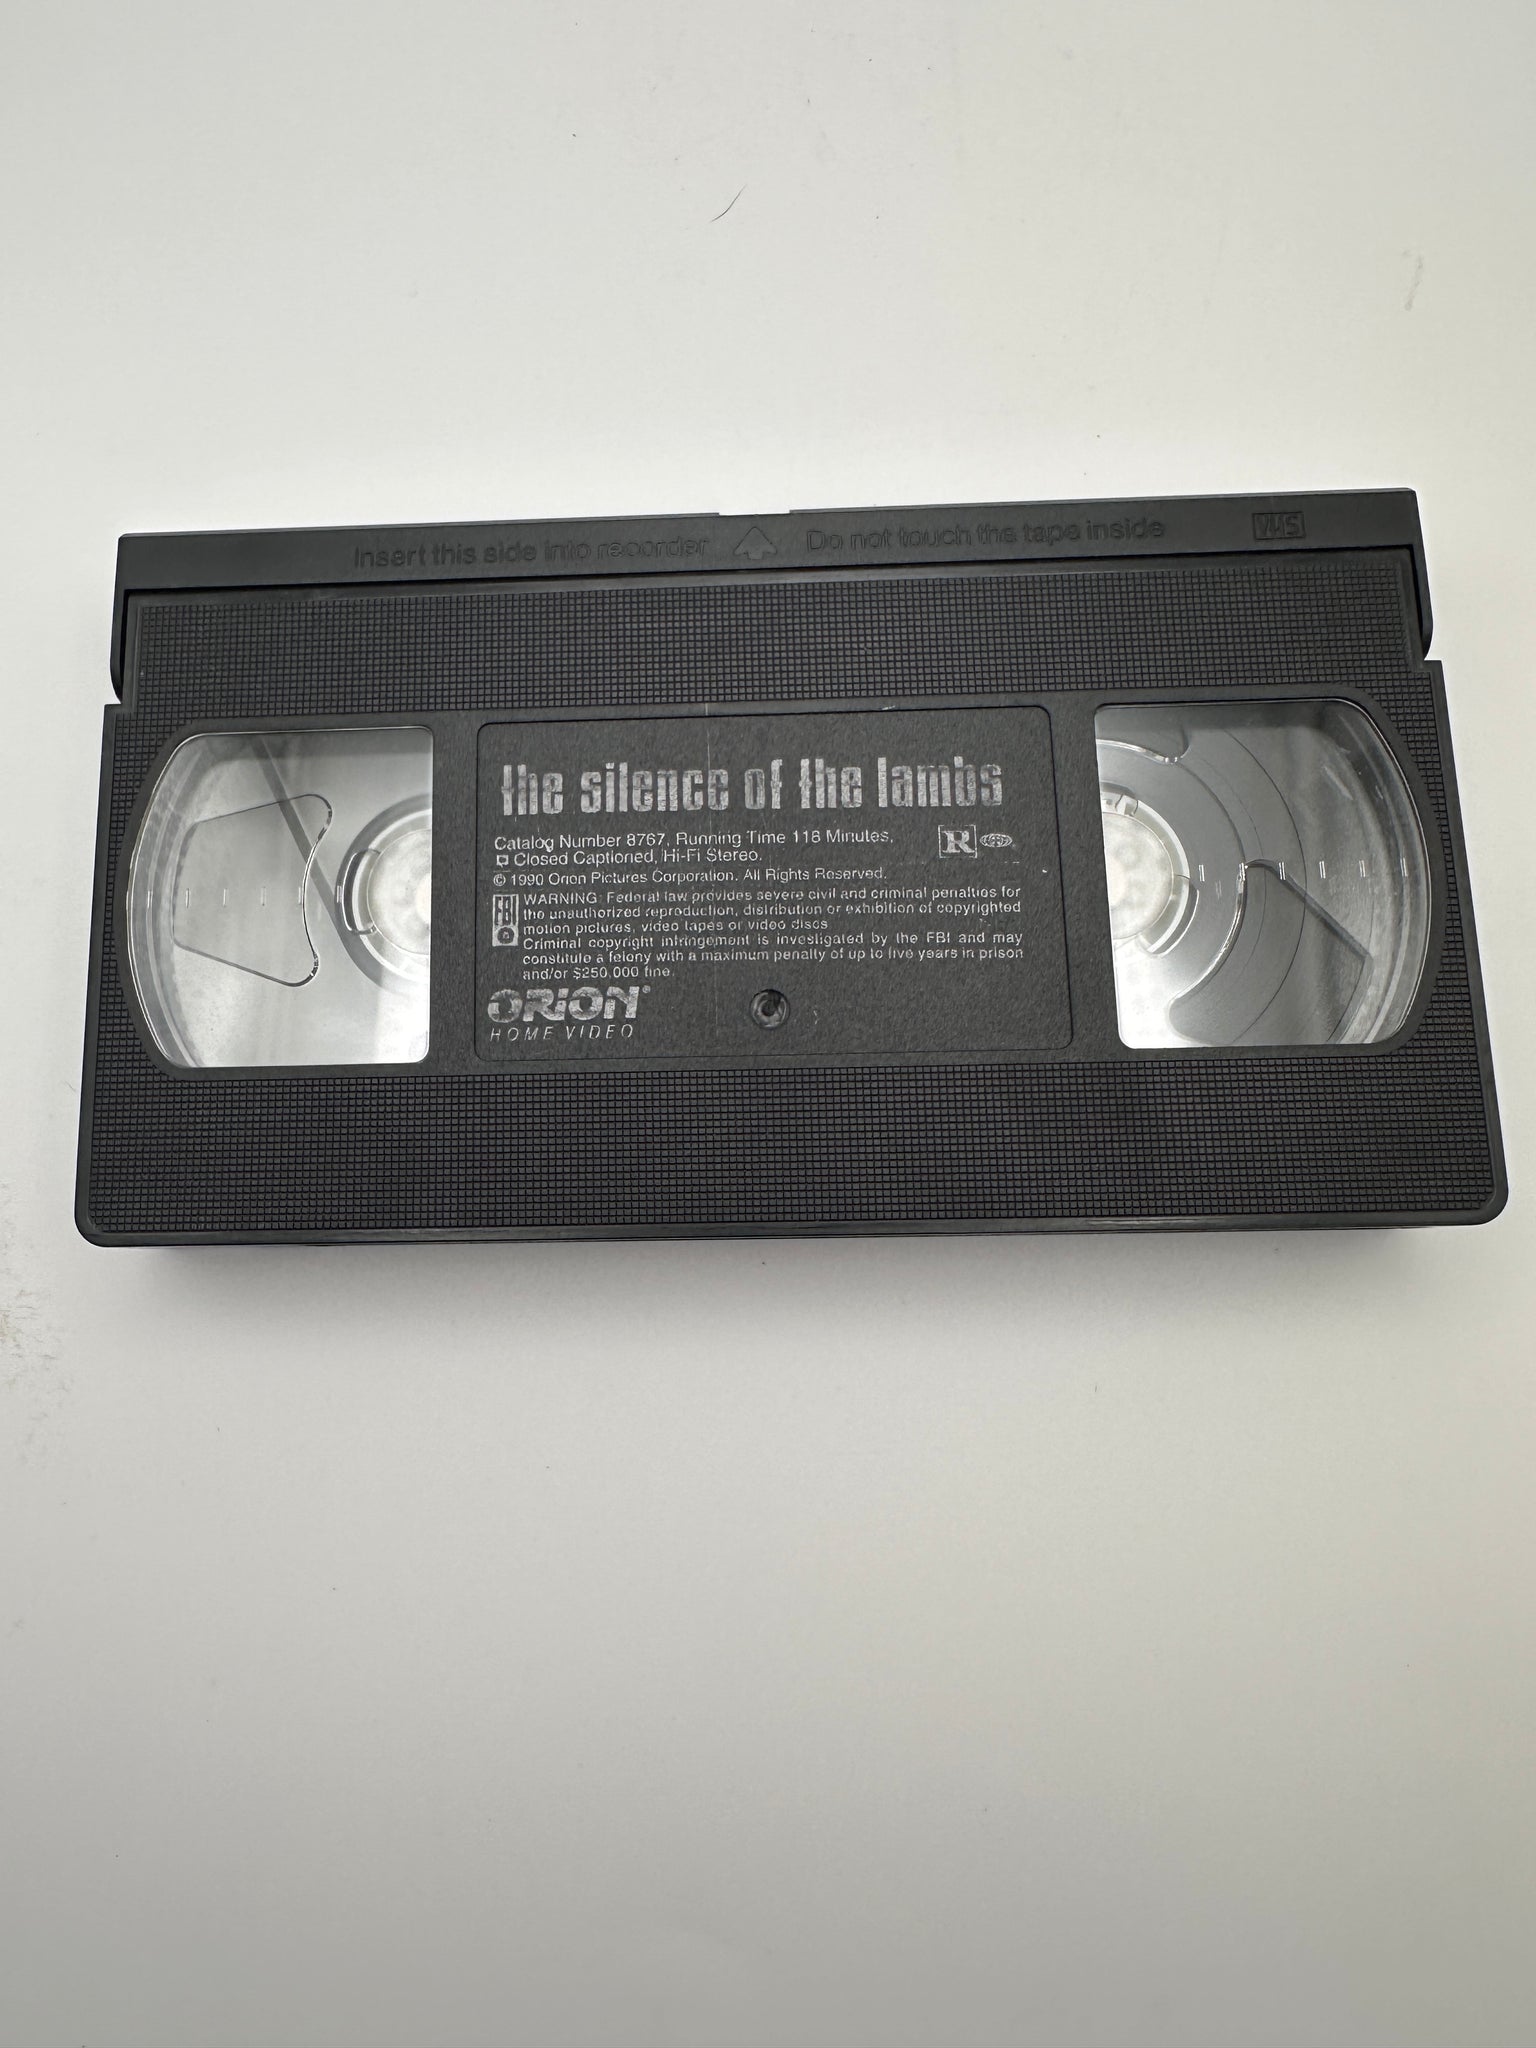 Insert this side into recorder Do not touch the tape inside VHS
the silence of the lambs
Catalog Number 8767, Running Time 118 Minutes,
Closed Captioned, Hi-Fi Stereo.
R
© 1990 Orion Pictures Corporation. All Rights Reserved.
FBI
WARNING: Federal law provides severe civil and criminal penalties for
the unauthorized reproduction, distribution or exhibition of copyrighted
motion pictures, video tapes or video discs
Criminal copyright infringement is investigated by the FBI and may
constitute a felony with a maximum penalty of up to five years in prison
and/or $250,000 fine.
ORION®
HOME VIDEO